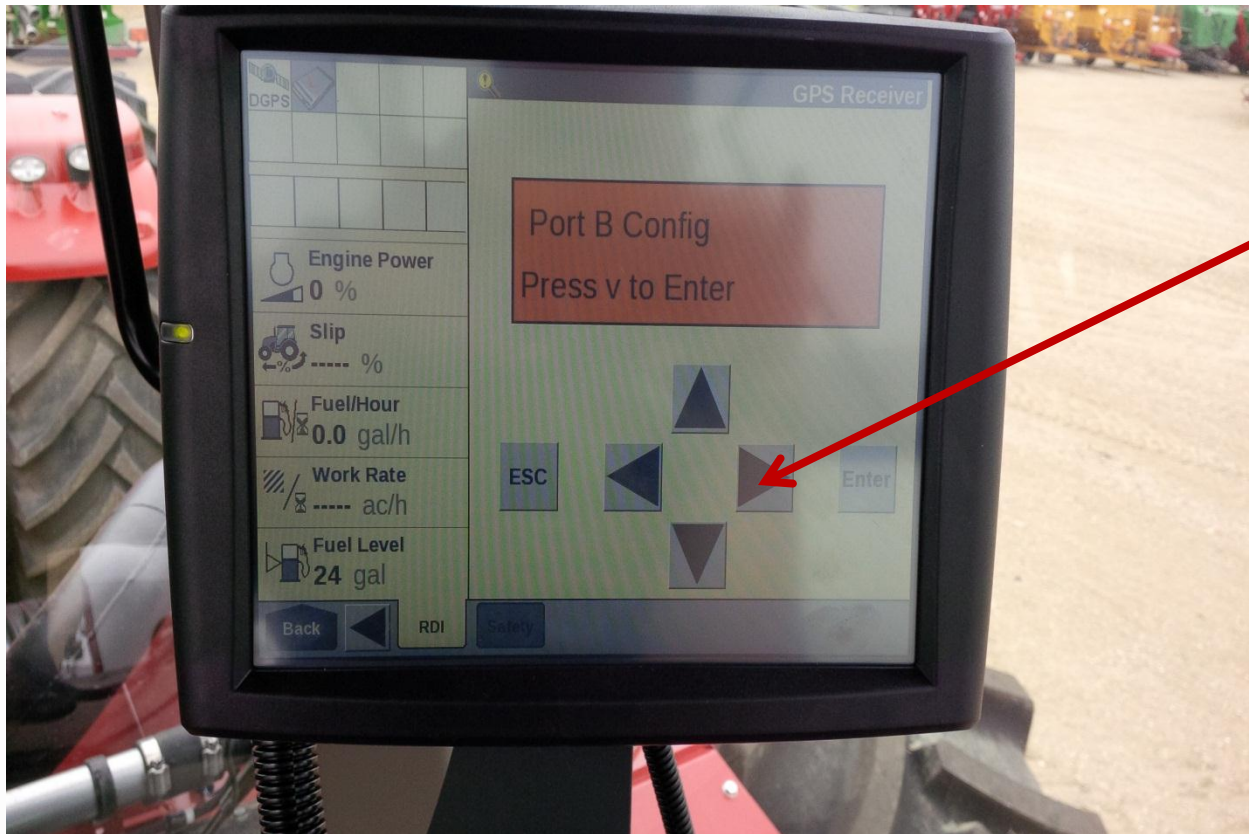 DGPS
GPS Receiver
Port B Config
Press v to Enter
Engine Power
0 %
Slip
----- %
Fuel/Hour
0.0 gal/h
Work Rate
----- ac/h
Fuel Level
24 gal
ESC
Enter
Back
RDI
Safety